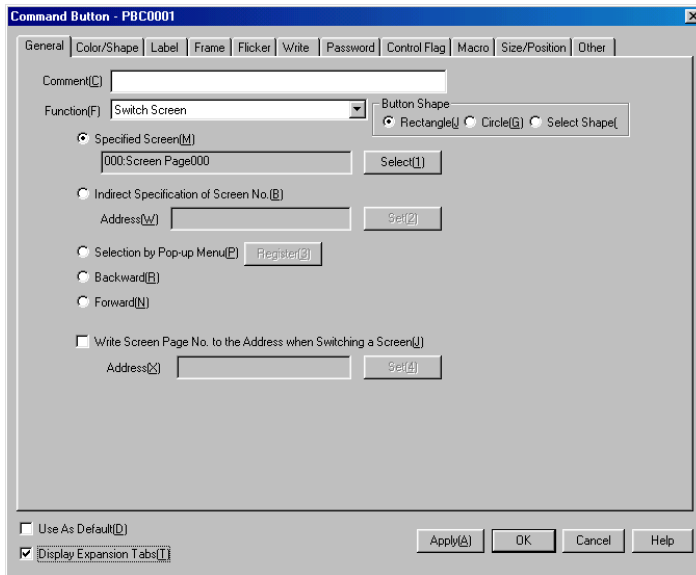 Command Button - PBC0001
General Color/Shape Label Frame Flicker Write Password Control Flag Macro Size/Position Other
Comment(C)
Function(F) Switch Screen
Button Shape
Rectangle(J Circle(G) Select Shape(
Specified Screen(M)
000:Screen Page000 Select(1)
Indirect Specification of Screen No.(B)
Address(W) Set(2)
Selection by Pop-up Menu(P) Register(3)
Backward(R)
Forward(N)
Write Screen Page No. to the Address when Switching a Screen(J)
Address(X) Set(4)
Use As Default(D)
Display Expansion Tabs(T)
Apply(A) OK Cancel Help